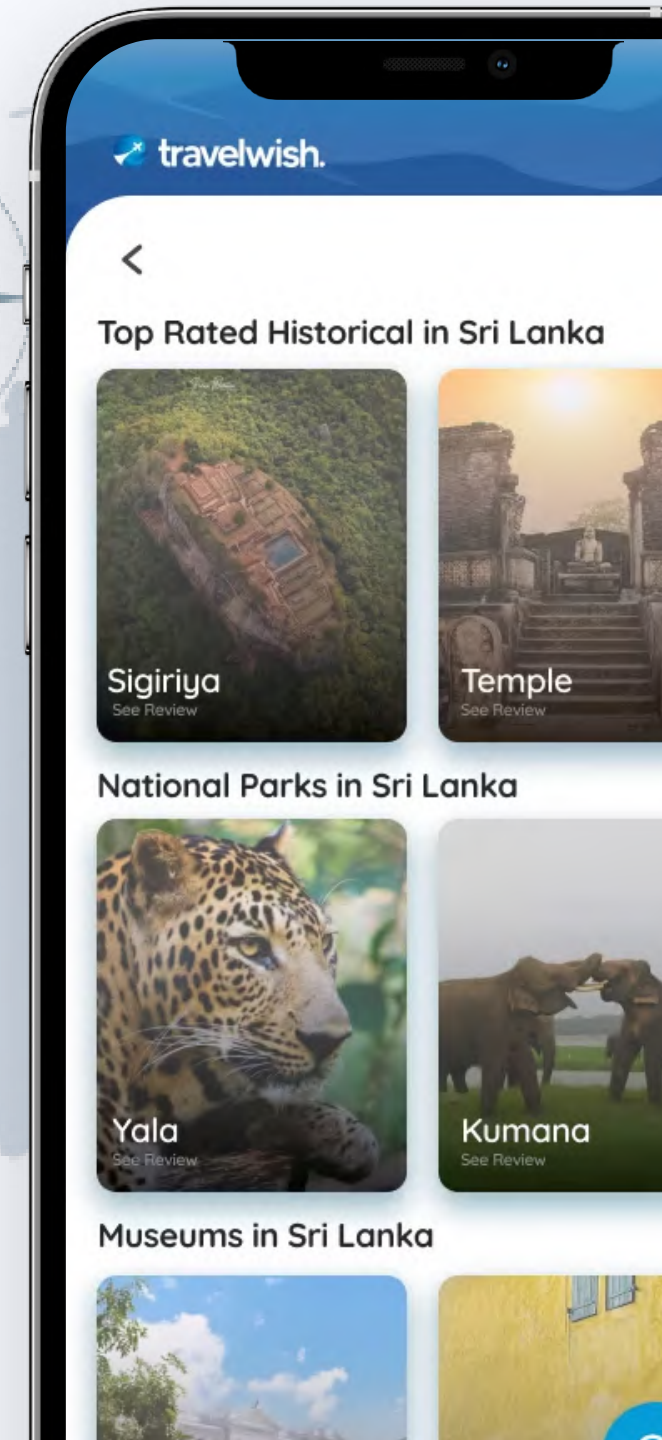 travelwish.
Top Rated Historical in Sri Lanka
Sigiriya
See Review
Temple
See Review
National Parks in Sri Lanka
Yala
See Review
Kumana
See Review
Museums in Sri Lanka